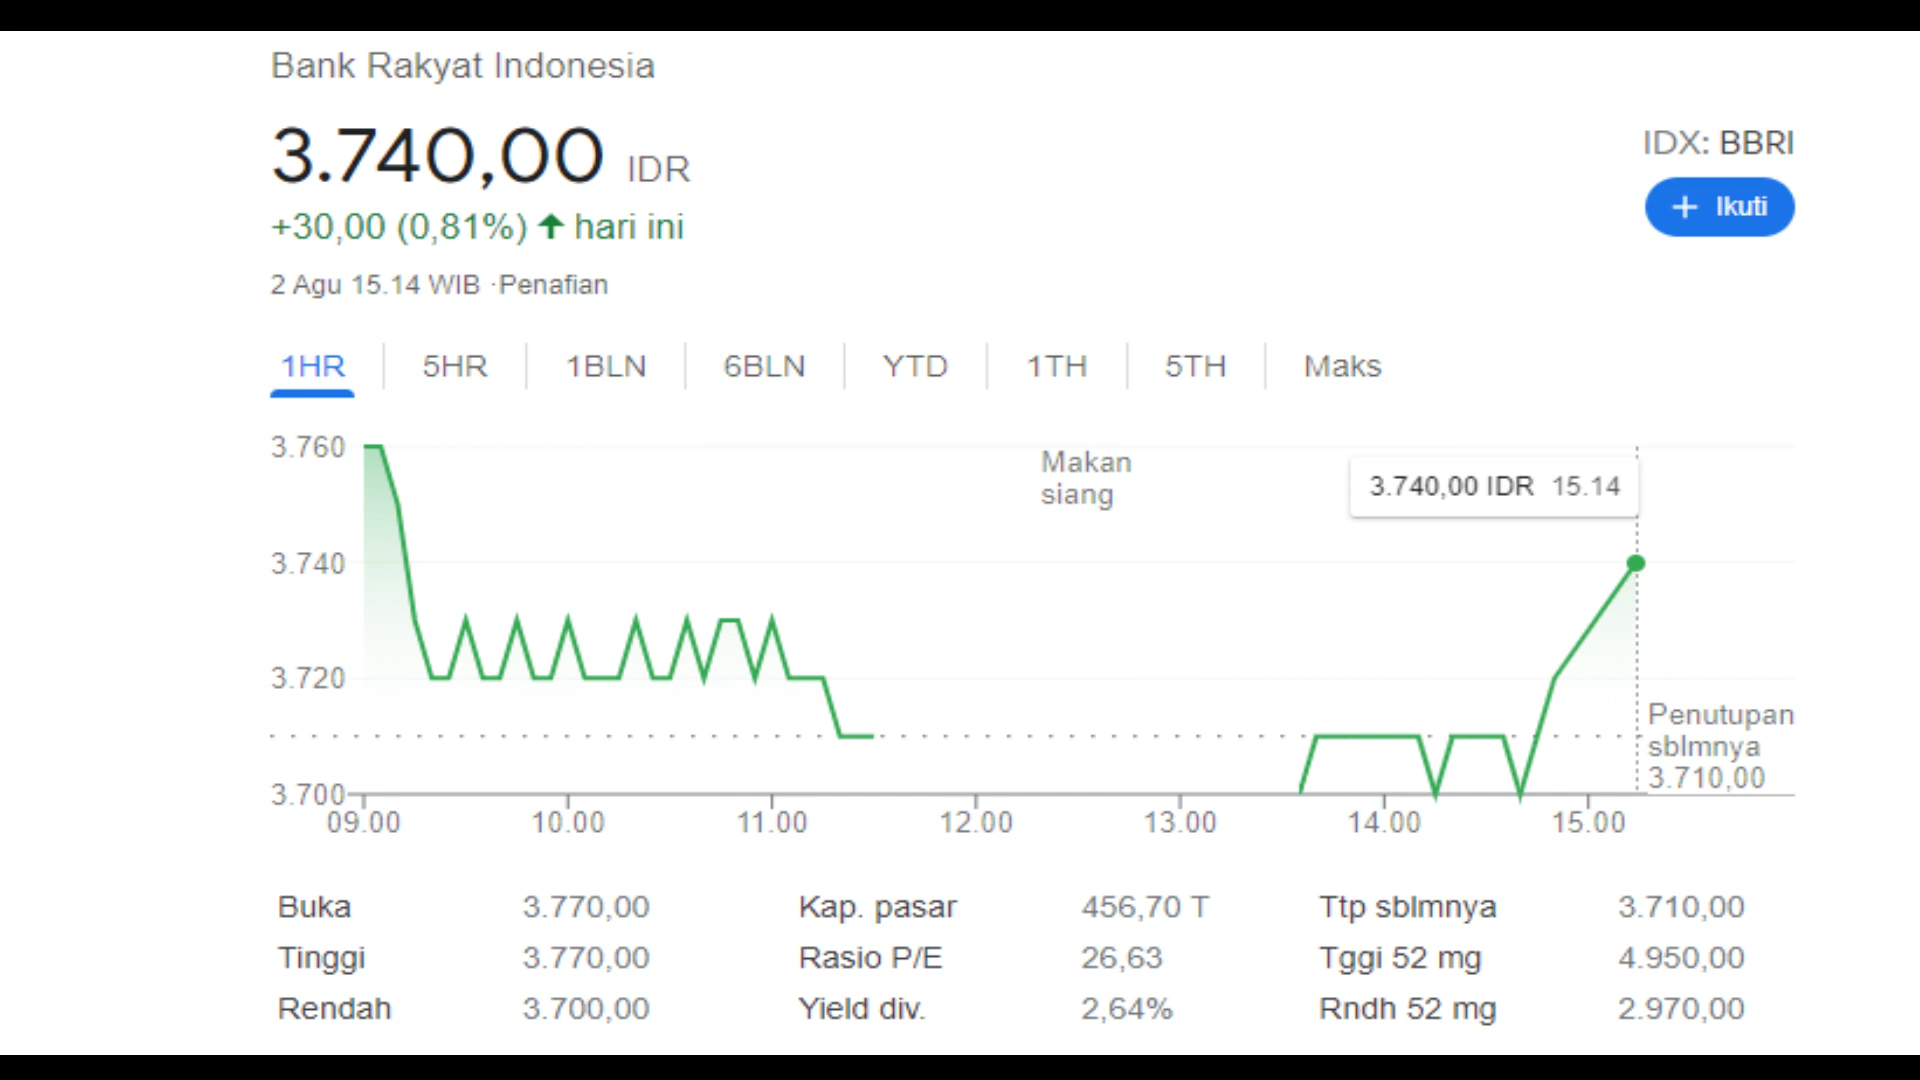 Bank Rakyat Indonesia
3.740,00 IDR
IDX: BBRI
+ Ikuti
+30,00 (0,81%) ↑ hari ini
2 Agu 15.14 WIB ·Penafian
1HR 5HR 1BLN 6BLN YTD 1TH 5TH Maks
3.760
Makan
siang
3.740,00 IDR 15.14
3.740
3.720
Penutupan
sblmnya
3.710,00
3.700
09.00 10.00 11.00 12.00 13.00 14.00 15.00
Buka 3.770,00 Kap. pasar 456,70 T Ttp sblmnya 3.710,00
Tinggi 3.770,00 Rasio P/E 26,63 Tggi 52 mg 4.950,00
Rendah 3.700,00 Yield div. 2,64% Rndh 52 mg 2.970,00